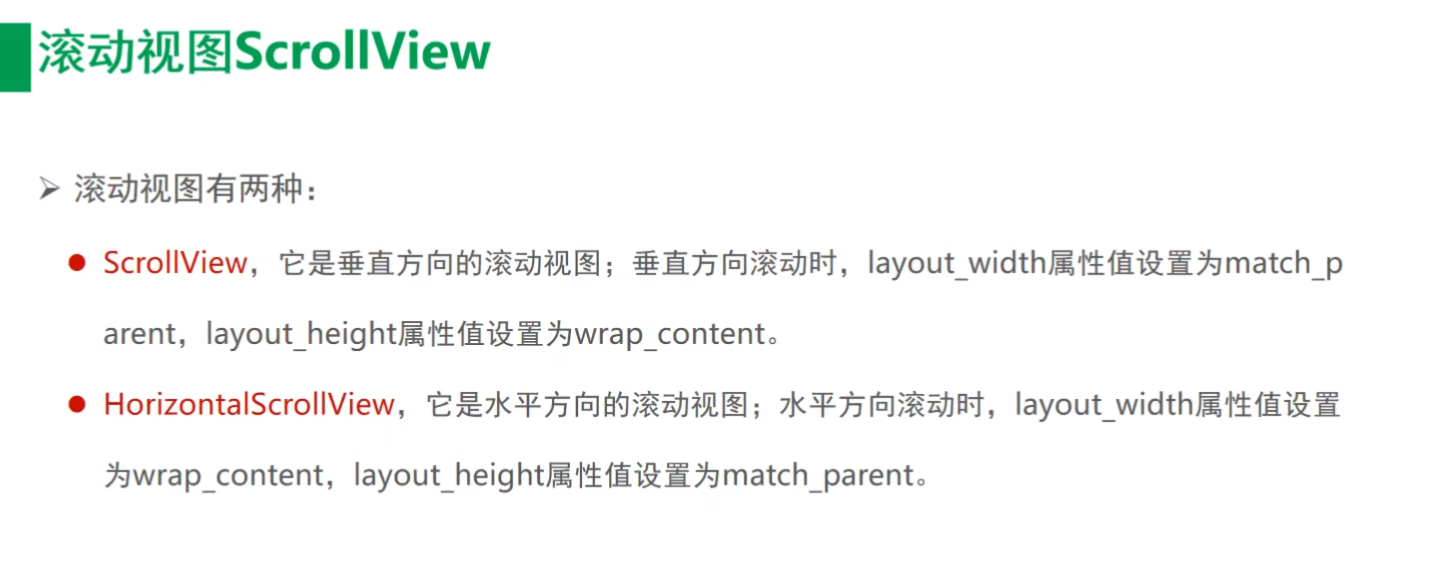 滚动视图ScrollView
滚动视图有两种：
ScrollView，它是垂直方向的滚动视图；垂直方向滚动时，layout_width属性值设置为match_p
arent，layout_height属性值设置为wrap_content。
HorizontalScrollView，它是水平方向的滚动视图；水平方向滚动时，layout_width属性值设置
为wrap_content，layout_height属性值设置为match_parent。